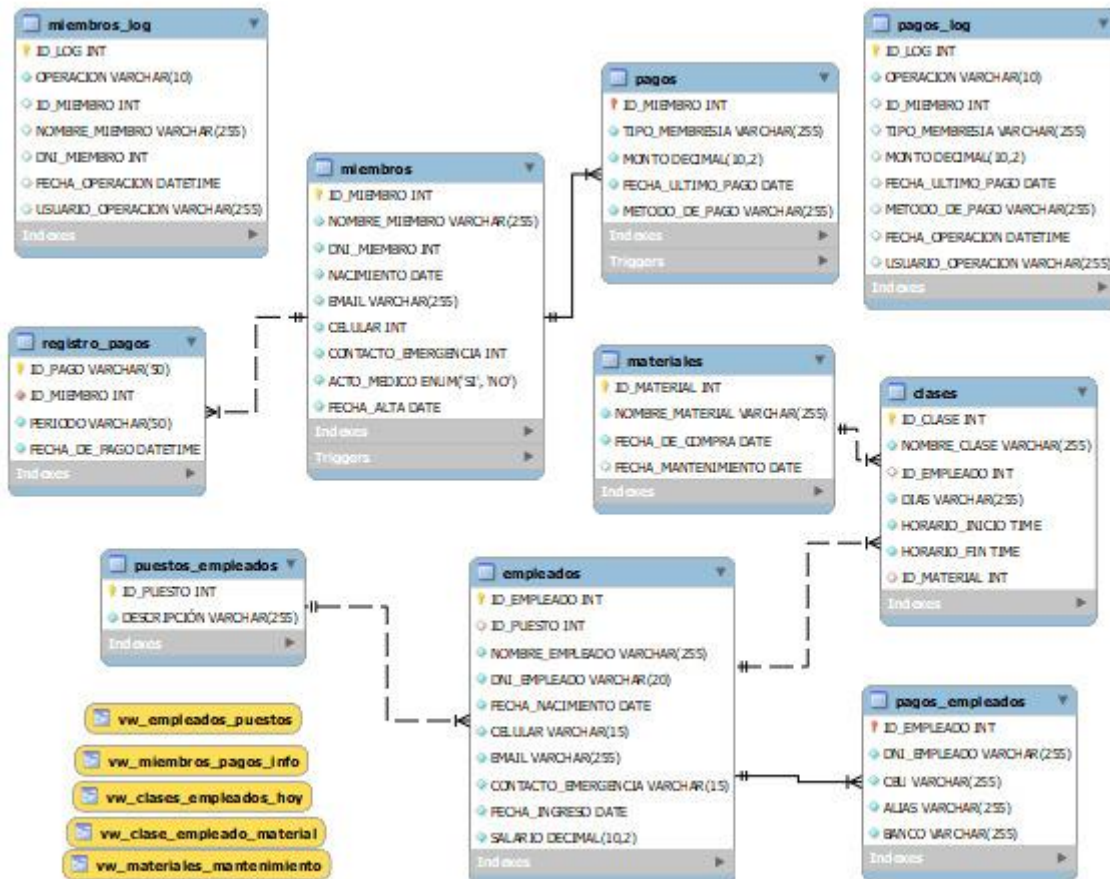 miembros_log
ID_LOG INT
OPERACION VARCHAR(10)
ID_MIEMBRO INT
NOMBRE_MIEMBRO VARCHAR(255)
DNI_MIEMBRO INT
FECHA_OPERACION DATETIME
USUARIO_OPERACION VARCHAR(255)
Indexes
miembros
ID_MIEMBRO INT
NOMBRE_MIEMBRO VARCHAR(255)
DNI_MIEMBRO INT
NACIMIENTO DATE
EMAIL VARCHAR(255)
CELULAR INT
CONTACTO_EMERGENCIA INT
ACTO_MEDICO ENUM('SI', 'NO')
FECHA_ALTA DATE
Indexes
Triggers
pagos
ID_MIEMBRO INT
TIPO_MEMBRESIA VARCHAR(255)
MONTO DECIMAL(10,2)
FECHA_ULTIMO_PAGO DATE
METODO_DE_PAGO VARCHAR(255)
Indexes
Triggers
pagos_log
ID_LOG INT
OPERACION VARCHAR(10)
ID_MIEMBRO INT
TIPO_MEMBRESIA VARCHAR(255)
MONTO DECIMAL(10,2)
FECHA_ULTIMO_PAGO DATE
METODO_DE_PAGO VARCHAR(255)
FECHA_OPERACION DATETIME
USUARIO_OPERACION VARCHAR(255)
Indexes
registro_pagos
ID_PAGO VARCHAR(50)
ID_MIEMBRO INT
PERIODO VARCHAR(50)
FECHA_DE_PAGO DATETIME
Indexes
materiales
ID_MATERIAL INT
NOMBRE_MATERIAL VARCHAR(255)
FECHA_DE_COMPRA DATE
FECHA_MANTENIMIENTO DATE
Indexes
clases
ID_CLASE INT
NOMBRE_CLASE VARCHAR(255)
ID_EMPLEADO INT
DIAS VARCHAR(255)
HORARIO_INICIO TIME
HORARIO_FIN TIME
ID_MATERIAL INT
Indexes
puestos_empleados
ID_PUESTO INT
DESCRIPCIÓN VARCHAR(255)
Indexes
empleados
ID_EMPLEADO INT
ID_PUESTO INT
NOMBRE_EMPLEADO VARCHAR(255)
DNI_EMPLEADO VARCHAR(20)
FECHA_NACIMIENTO DATE
CELULAR VARCHAR(15)
EMAIL VARCHAR(255)
CONTACTO_EMERGENCIA VARCHAR(15)
FECHA_INGRESO DATE
SALARIO DECIMAL(10,2)
Indexes
pagos_empleados
ID_EMPLEADO INT
DNI_EMPLEADO VARCHAR(255)
CBU VARCHAR(255)
ALIAS VARCHAR(255)
BANCO VARCHAR(255)
Indexes
vw_empleados_puestos
vw_miembros_pagos_info
vw_clases_empleados_hoy
vw_clase_empleado_material
vw_materiales_mantenimiento